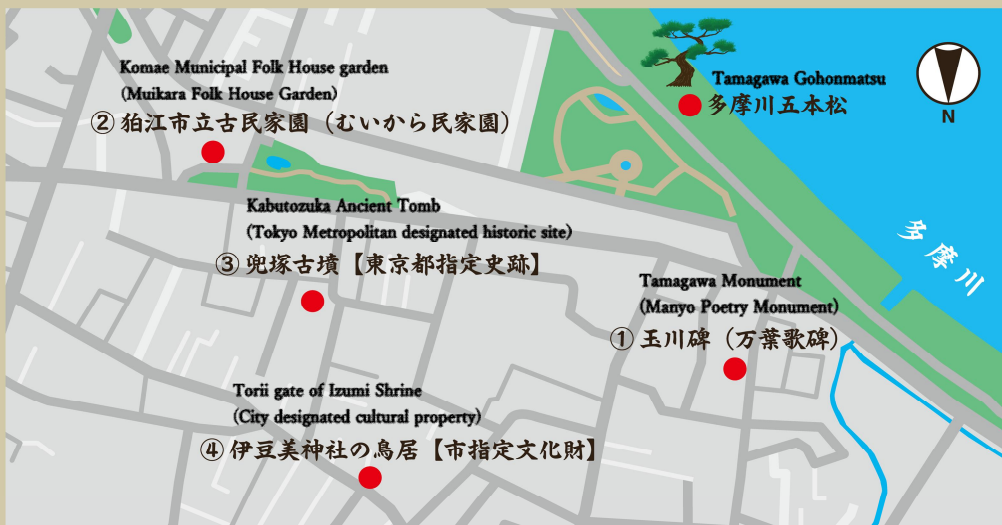 Komae Municipal Folk House garden
(Muikara Folk House Garden)
② 狛江市立古民家園（むいから民家園）
Tamagawa Gohonmatsu
多摩川五本松
N
Kabutozuka Ancient Tomb
(Tokyo Metropolitan designated historic site)
③ 兜塚古墳【東京都指定史跡】
多摩川
Tamagawa Monument
(Manyo Poetry Monument)
① 玉川碑（万葉歌碑）
Torii gate of Izumi Shrine
(City designated cultural property)
④ 伊豆美神社の鳥居【市指定文化財】